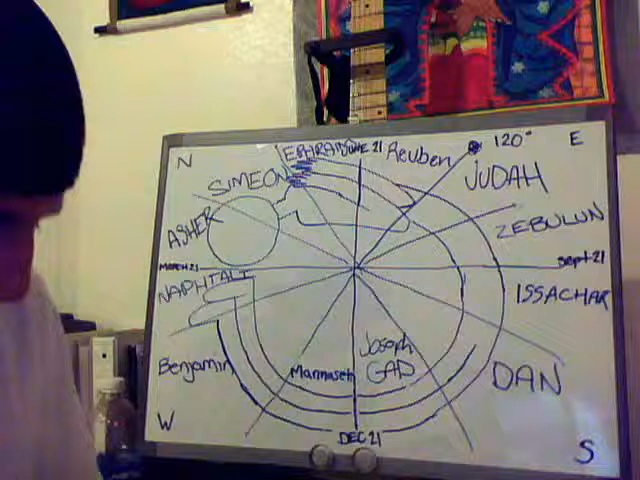 N
EPHRAIM
JUNE 21
Reuben
120°
E
SIMEON
JUDAH
ASHER
ZEBULUN
MARCH 21
Sept-21
NAPHTALI
ISSACHAR
Benjamin
Mannaseh
Joseph
GAD
DAN
W
DEC 21
S